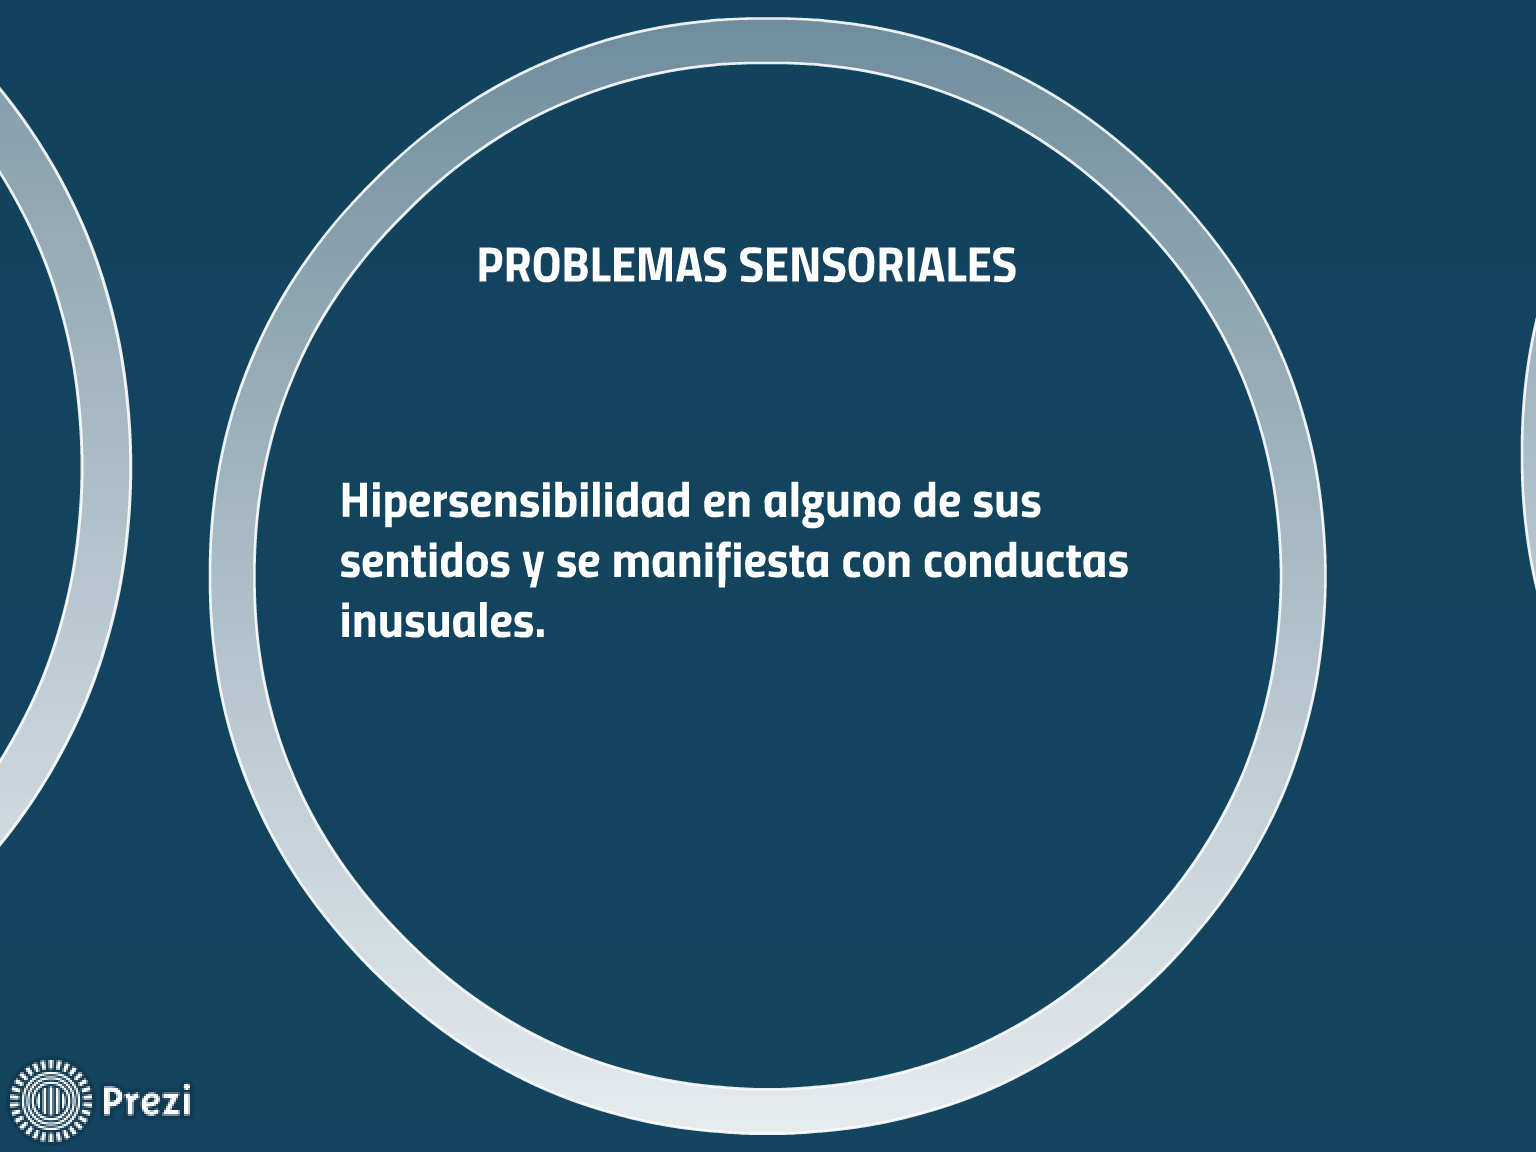 PROBLEMAS SENSORIALES
Hipersensibilidad en alguno de sus
sentidos y se manifiesta con conductas
inusuales.
Prezi